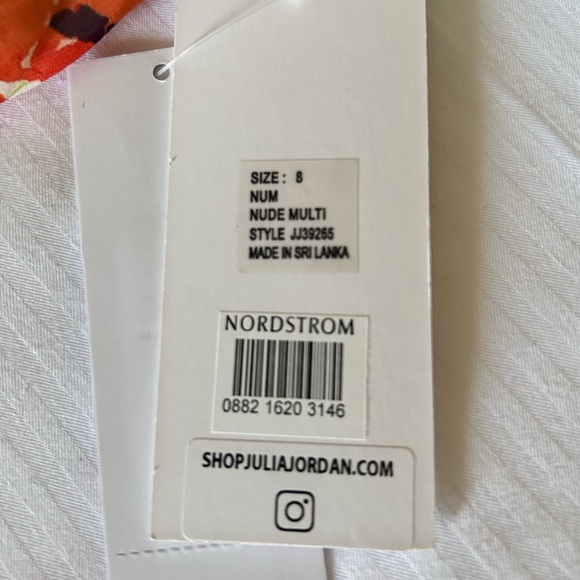 SIZE: 8
NUM
NUDE MULTI
STYLE JJ39265
MADE IN SRI LANKA
NORDSTROM
0882 1620 3146
SHOPJULIAJORDAN.COM